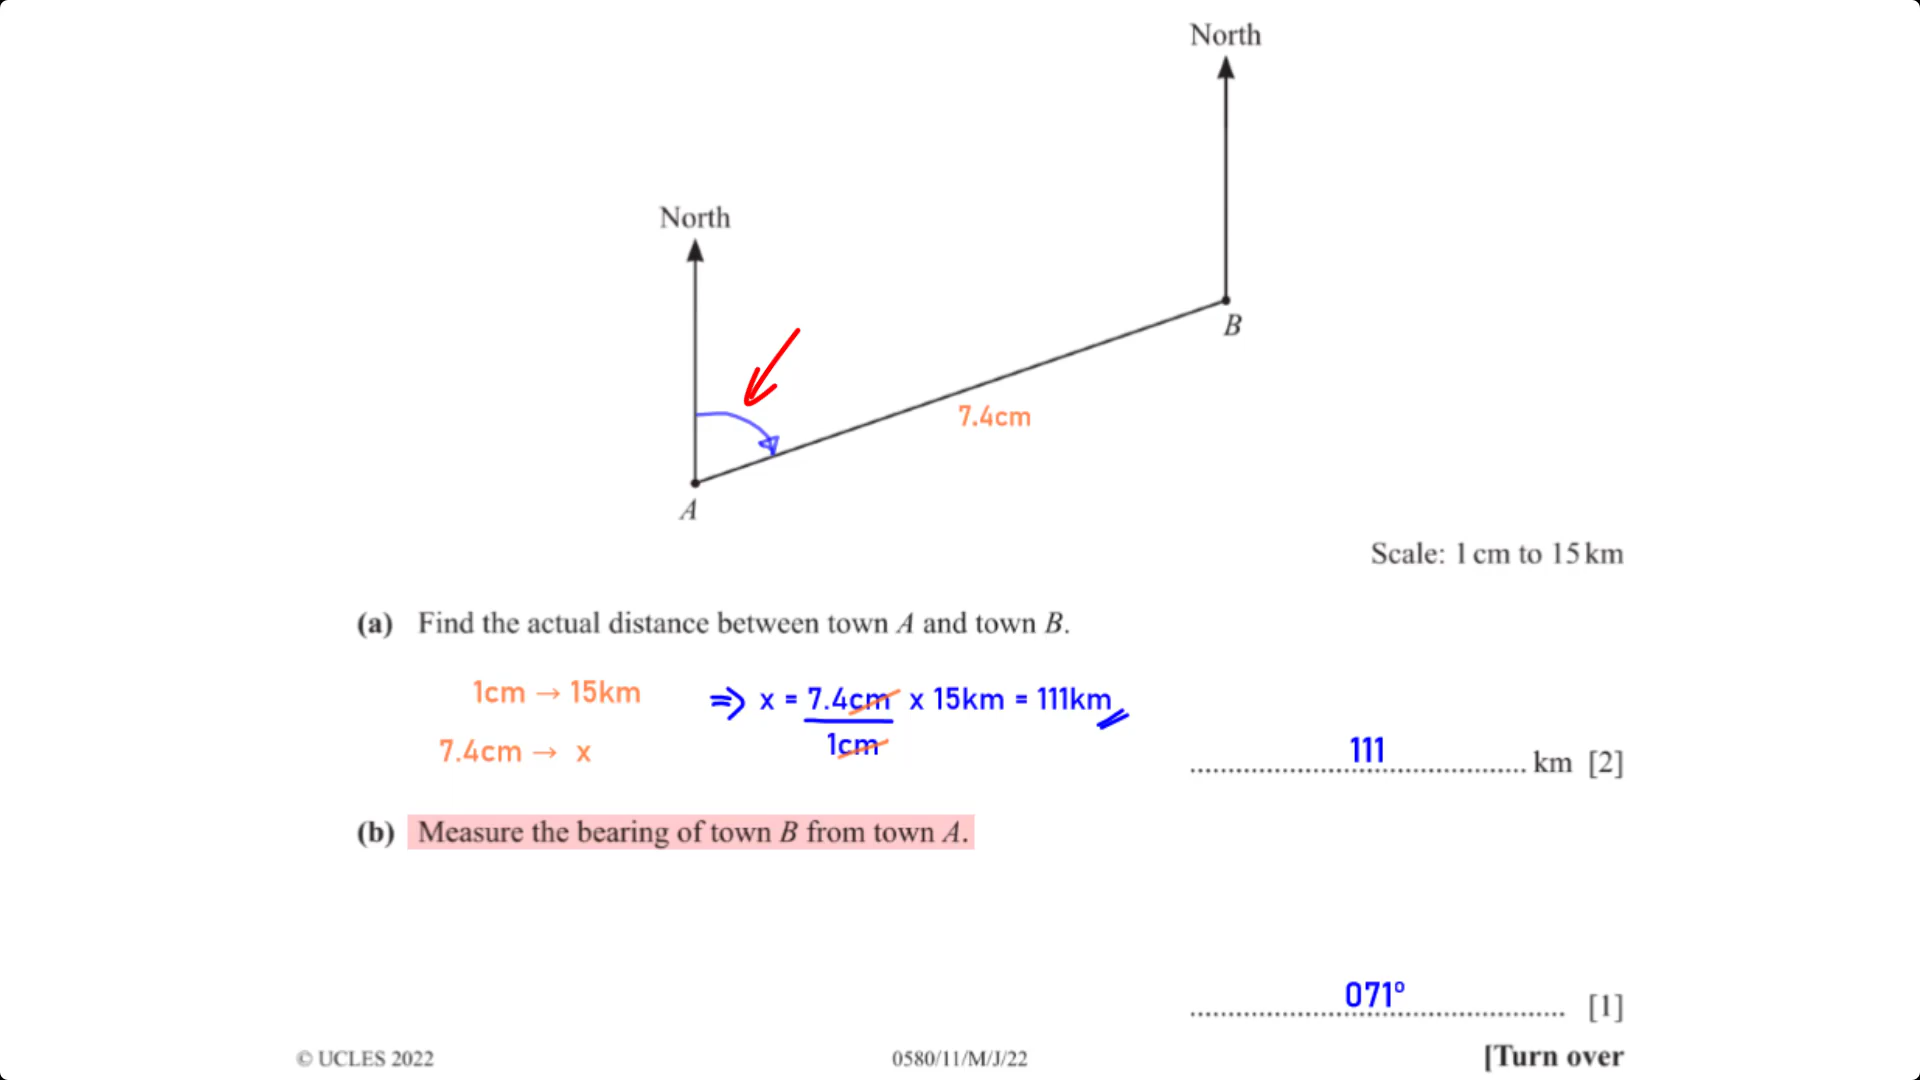 North
North
B
7.4cm
A
Scale: 1 cm to 15 km
(a) Find the actual distance between town A and town B.
1cm → 15km ⇒ x = 7.4cm x 15km = 111km
1cm
7.4cm → x
111
.............................................. km [2]
(b) Measure the bearing of town B from town A.
071°
................................................... [1]
© UCLES 2022 0580/11/M/J/22 [Turn over